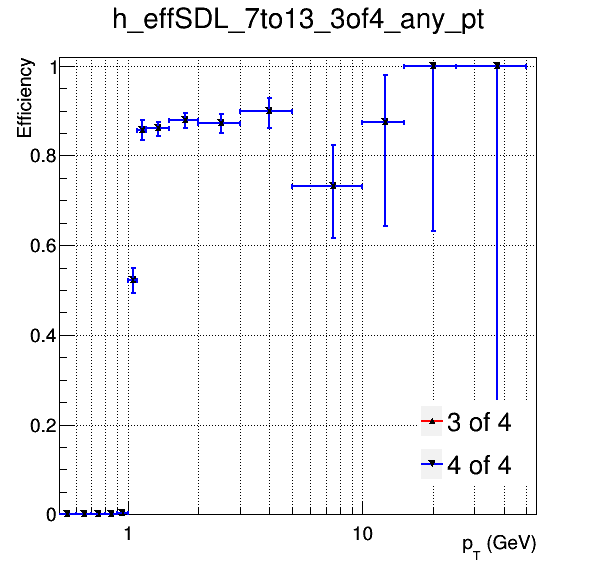 h_effSDL_7to13_3of4_any_pt
Efficiency
1
0.8
0.6
0.4
0.2
0
3 of 4
4 of 4
1
10
p_T (GeV)